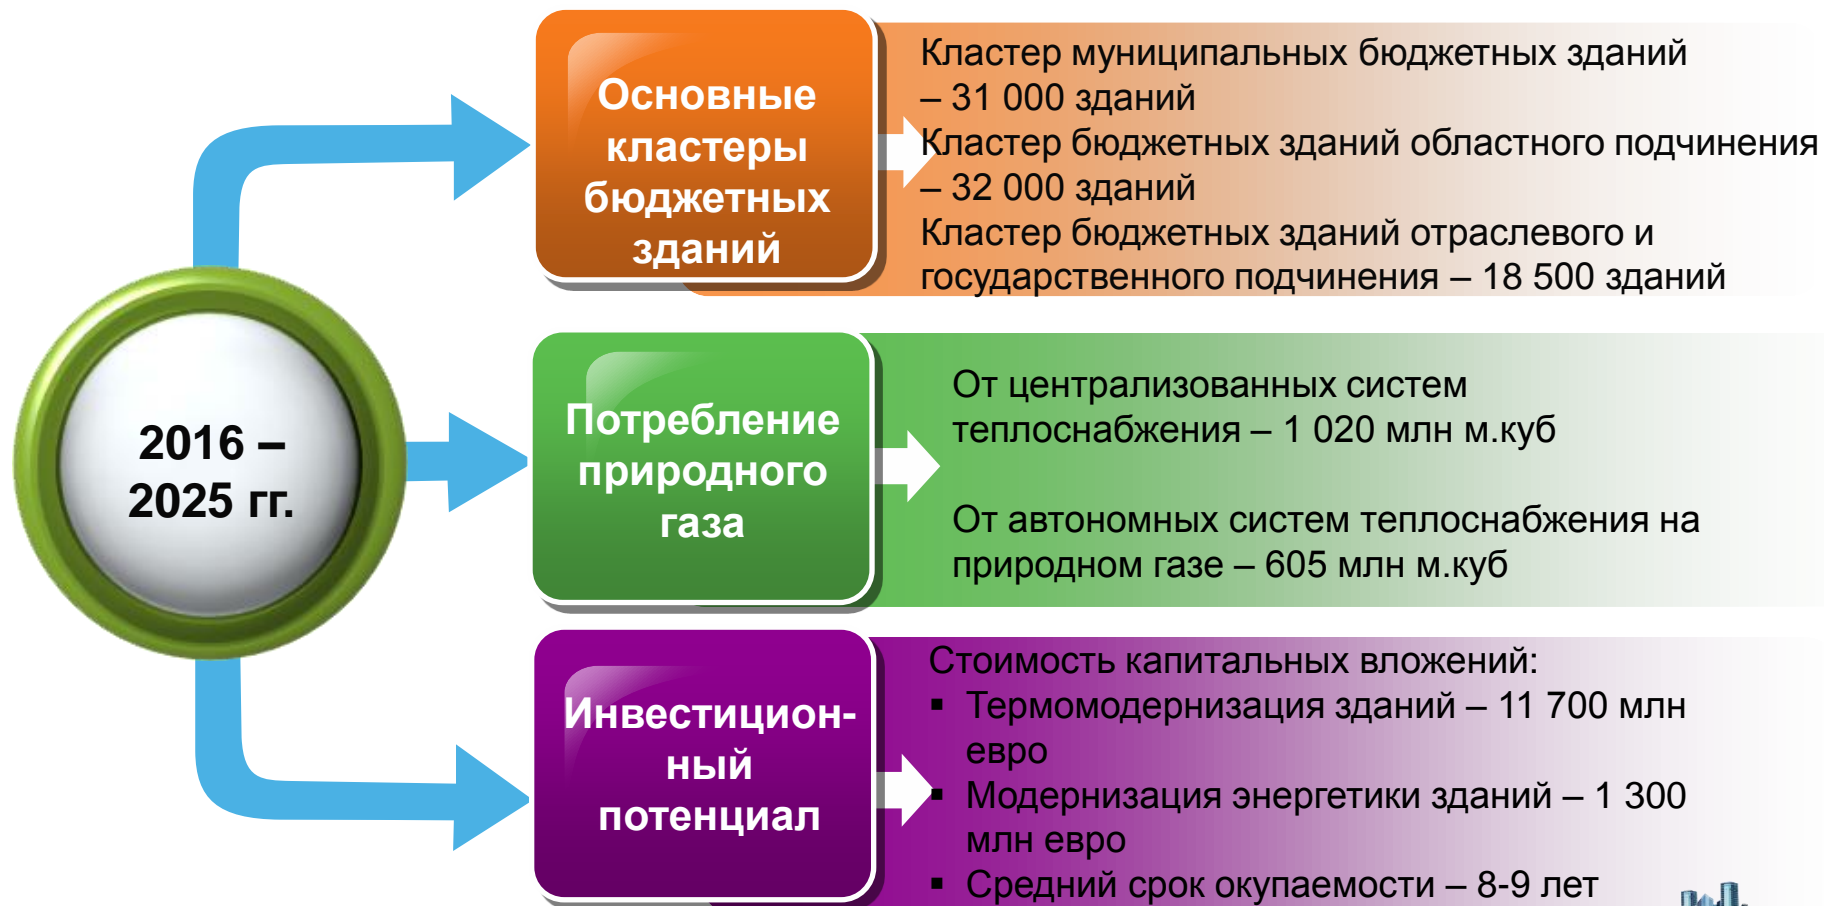 2016 –
2025 гг.
Основные
кластеры
бюджетных
зданий
Кластер муниципальных бюджетных зданий
– 31 000 зданий
Кластер бюджетных зданий областного подчинения
– 32 000 зданий
Кластер бюджетных зданий отраслевого и
государственного подчинения – 18 500 зданий
Потребление
природного
газа
От централизованных систем
теплоснабжения – 1 020 млн м.куб
От автономных систем теплоснабжения на
природном газе – 605 млн м.куб
Инвестицион-
ный
потенциал
Стоимость капитальных вложений:
▪ Термомодернизация зданий – 11 700 млн
евро
▪ Модернизация энергетики зданий – 1 300
млн евро
▪ Средний срок окупаемости – 8-9 лет